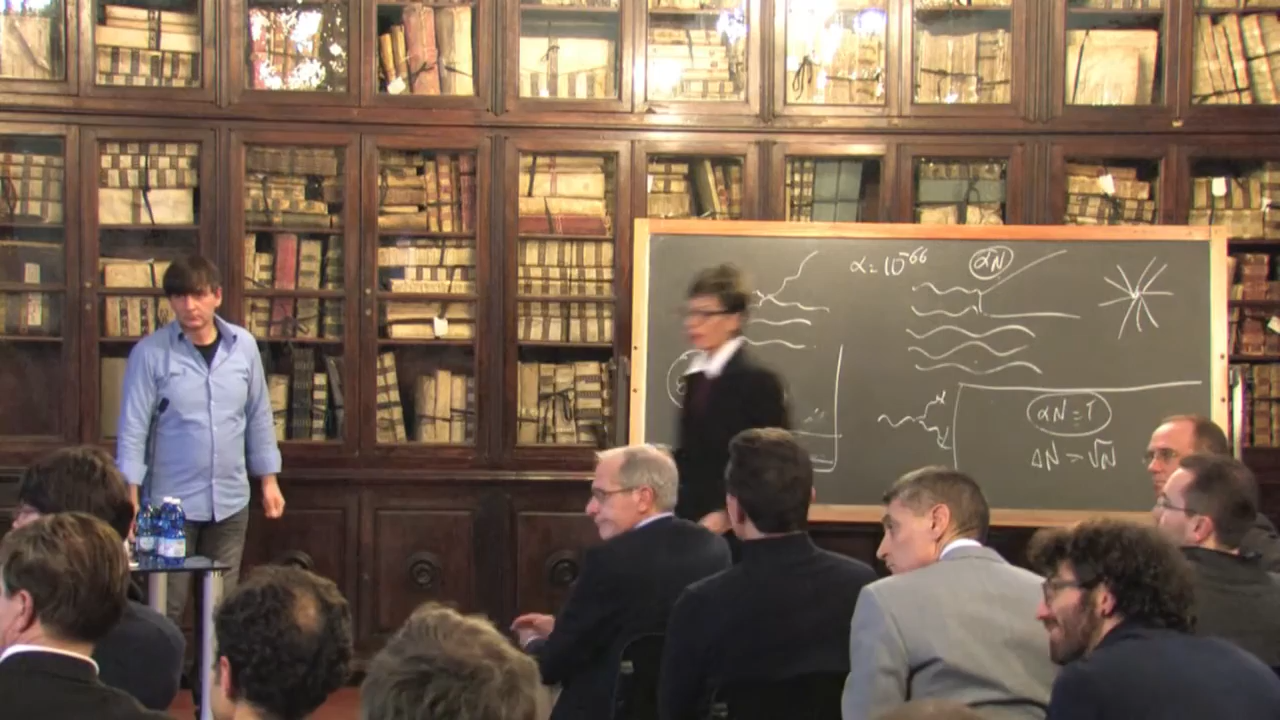 α = 10⁻⁶⁶
αN
αN = 1
ΔN ~ √N